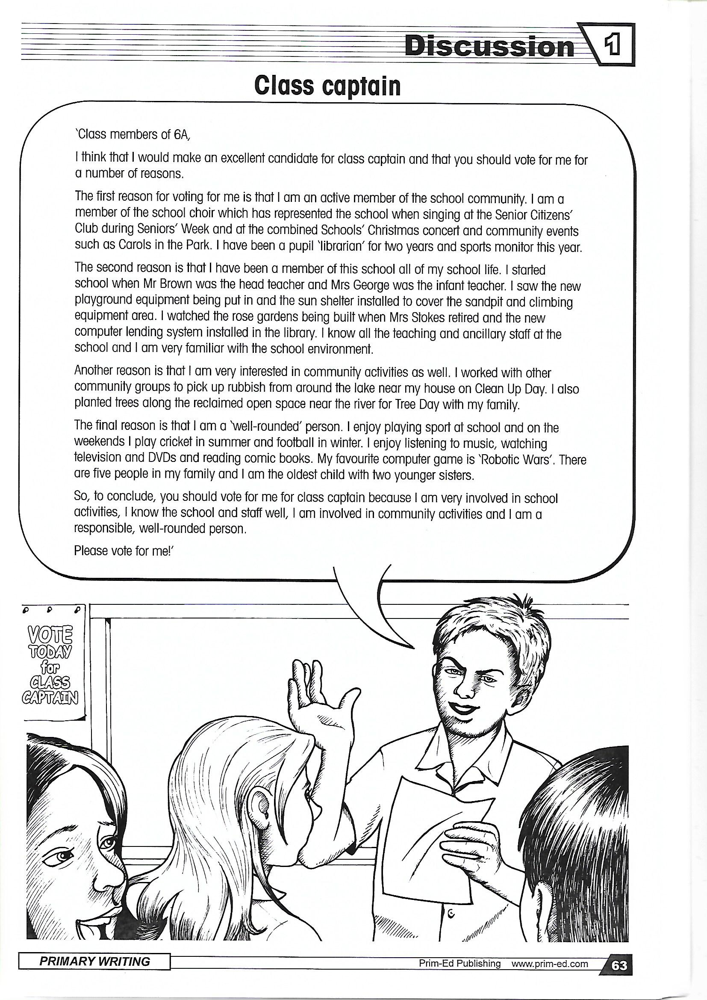 Discussion 1
Class captain
‘Class members of 6A,
I think that I would make an excellent candidate for class captain and that you should vote for me for
a number of reasons.
The first reason for voting for me is that I am an active member of the school community. I am a
member of the school choir which has represented the school when singing at the Senior Citizens’
Club during Seniors’ Week and at the combined Schools’ Christmas concert and community events
such as Carols in the Park. I have been a pupil ‘librarian’ for two years and sports monitor this year.
The second reason is that I have been a member of this school all of my school life. I started
school when Mr Brown was the head teacher and Mrs George was the infant teacher. I saw the new
playground equipment being put in and the sun shelter installed to cover the sandpit and climbing
equipment area. I watched the rose gardens being built when Mrs Stokes retired and the new
computer lending system installed in the library. I know all the teaching and ancillary staff at the
school and I am very familiar with the school environment.
Another reason is that I am very interested in community activities as well. I worked with other
community groups to pick up rubbish from around the lake near my house on Clean Up Day. I also
planted trees along the reclaimed open space near the river for Tree Day with my family.
The final reason is that I am a ‘well-rounded’ person. I enjoy playing sport at school and on the
weekends I play cricket in summer and football in winter. I enjoy listening to music, watching
television and DVDs and reading comic books. My favourite computer game is ‘Robotic Wars’. There
are five people in my family and I am the oldest child with two younger sisters.
So, to conclude, you should vote for me for class captain because I am very involved in school
activities, I know the school and staff well, I am involved in community activities and I am a
responsible, well-rounded person.
Please vote for me!’
VOTE
TODAY
for
CLASS
CAPTAIN
PRIMARY WRITING
Prim-Ed Publishing www.prim-ed.com 63